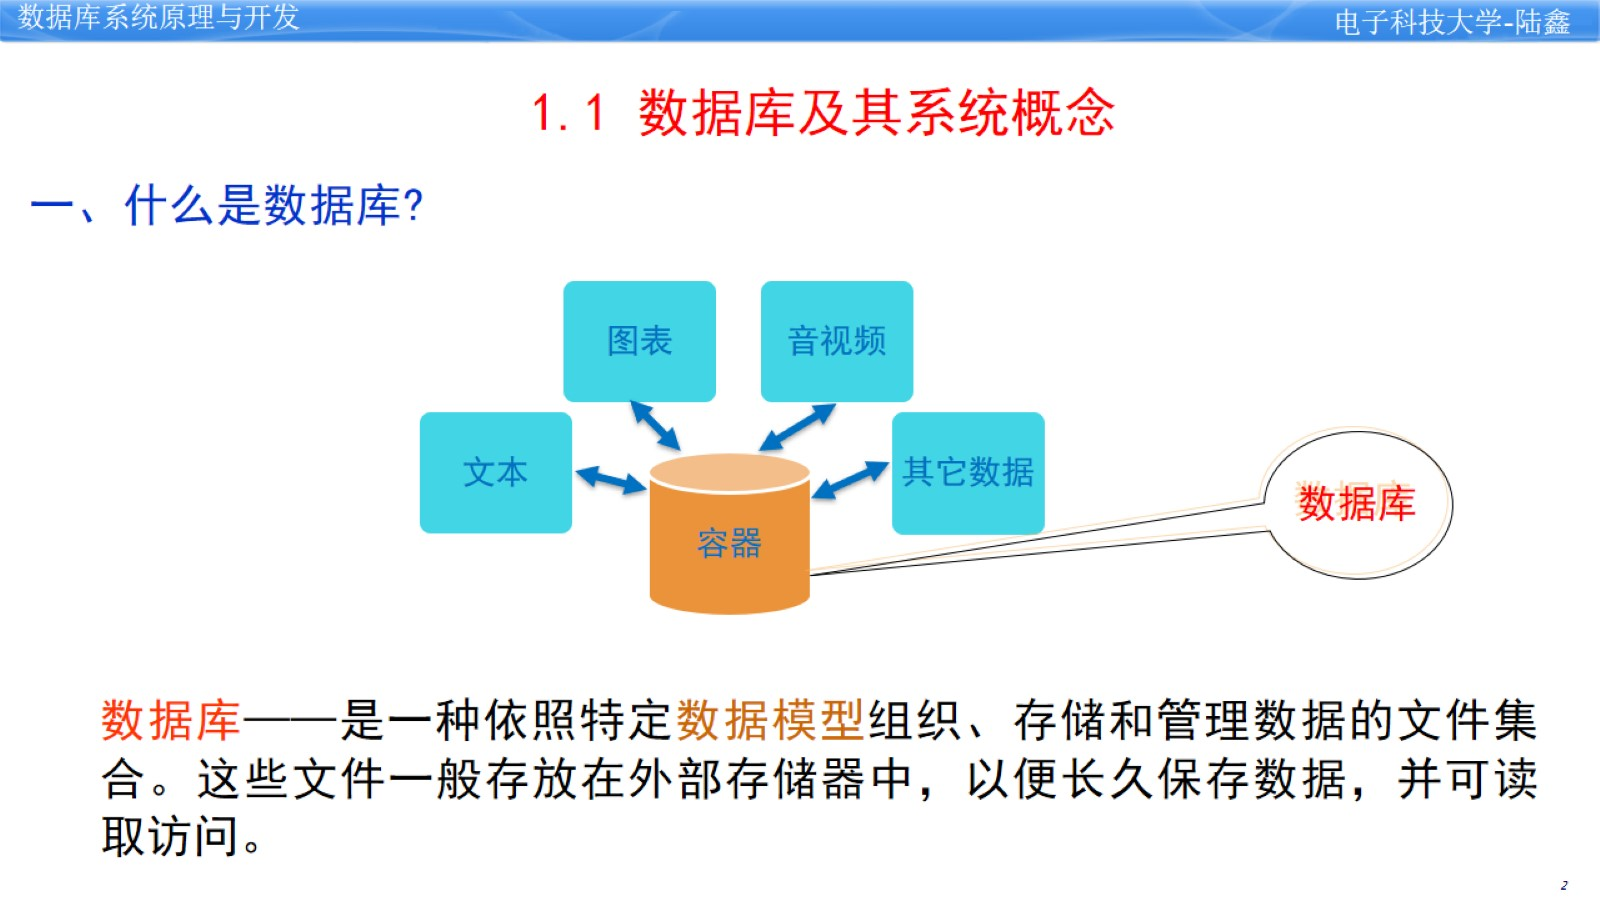 数据库系统原理与开发
电子科技大学-陆鑫
1.1 数据库及其系统概念
一、什么是数据库?
图表
音视频
文本
其它数据
容器
数据库
数据库——是一种依照特定数据模型组织、存储和管理数据的文件集
合。这些文件一般存放在外部存储器中，以便长久保存数据，并可读
取访问。
2